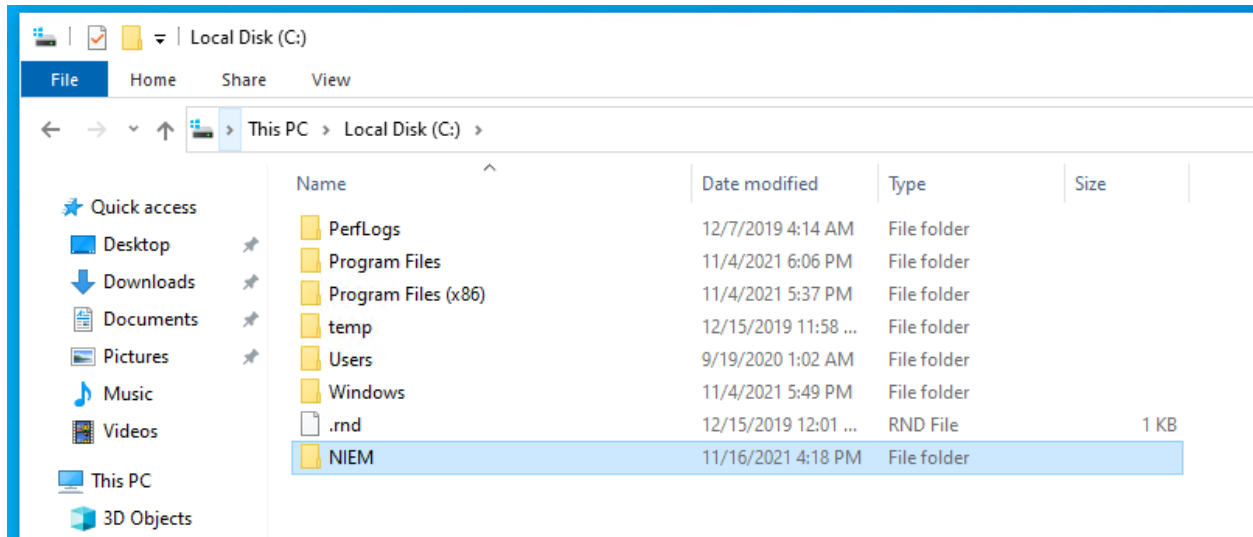 Local Disk (C:)
File Home Share View
This PC Local Disk (C:)
Name Date modified Type Size
Quick access
Desktop
Downloads
Documents
Pictures
Music
Videos
This PC
3D Objects
PerfLogs 12/7/2019 4:14 AM File folder
Program Files 11/4/2021 6:06 PM File folder
Program Files (x86) 11/4/2021 5:37 PM File folder
temp 12/15/2019 11:58 ... File folder
Users 9/19/2020 1:02 AM File folder
Windows 11/4/2021 5:49 PM File folder
.rnd 12/15/2019 12:01 ... RND File 1 KB
NIEM 11/16/2021 4:18 PM File folder